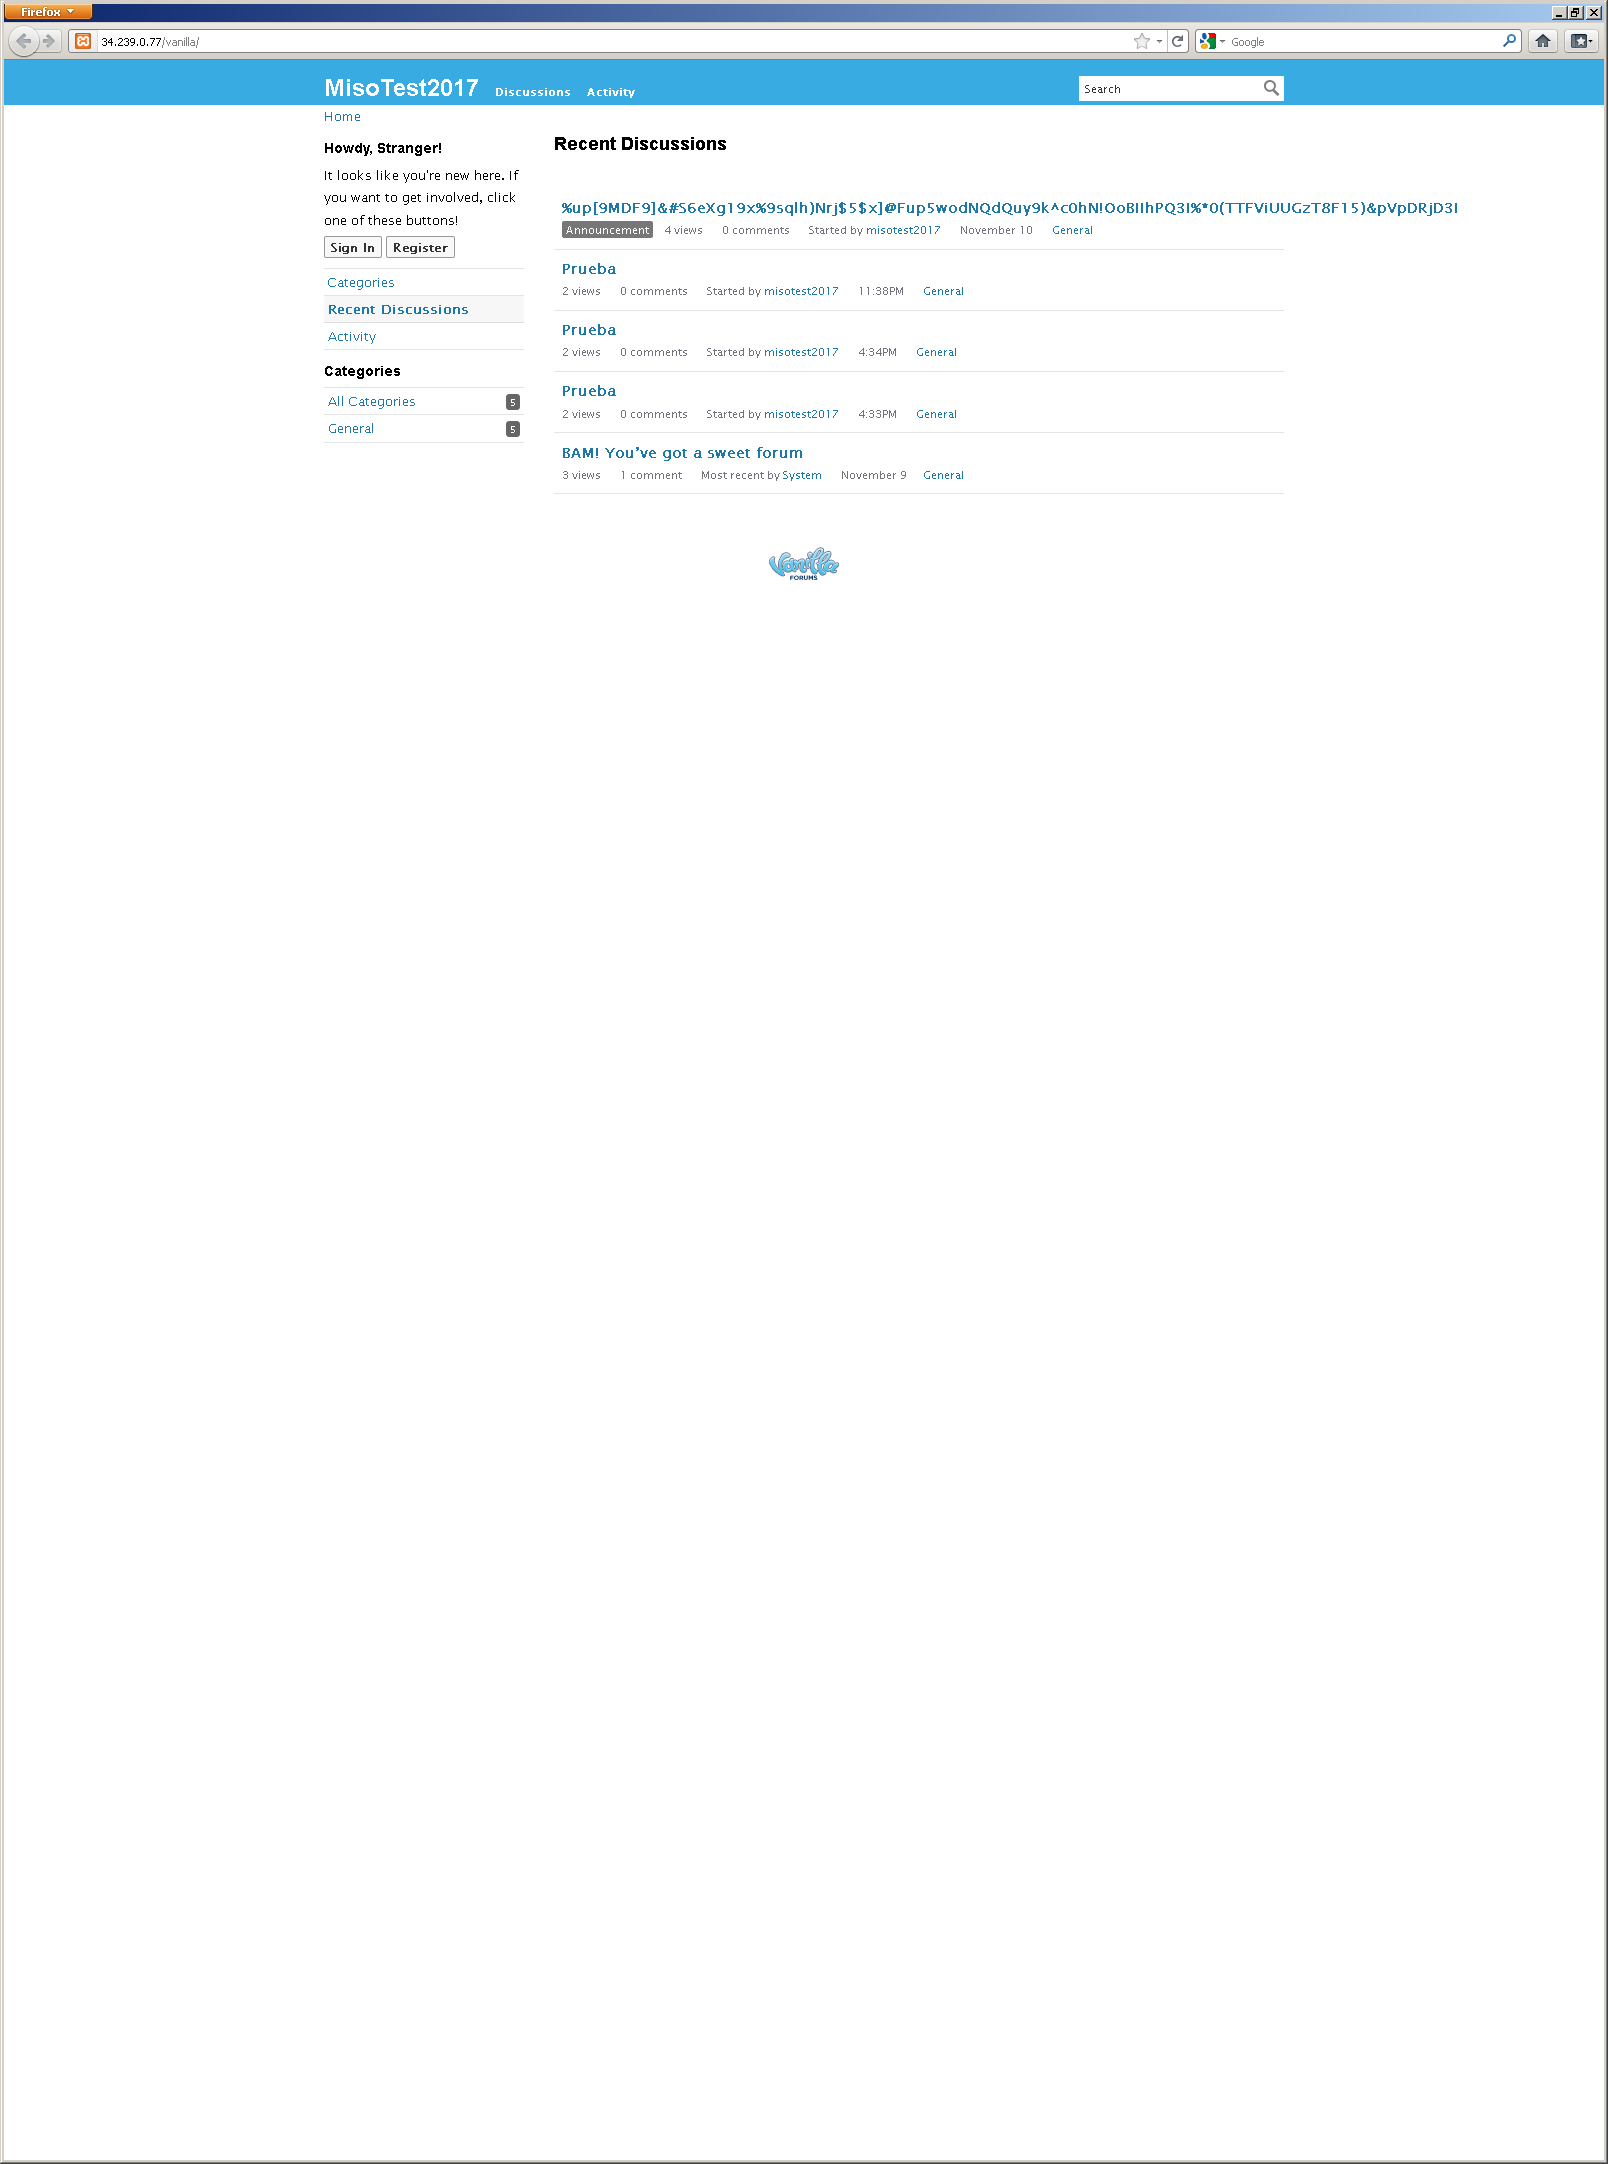 Firefox
34.239.0.77/vanilla/
Google
MisoTest2017 Discussions Activity
Search
Home
Howdy, Stranger!
It looks like you're new here. If
you want to get involved, click
one of these buttons!
Sign In Register
Categories
Recent Discussions
Activity
Categories
All Categories 5
General 5
Recent Discussions
%up[9MDF9]&#S6eXg19x%9sqlh)Nrj$5$x]@Fup5wodNQdQuy9k^c0hN!OoBIIhPQ3I%*0(TTFViUUGzT8F15)&pVpDRjD3I
Announcement 4 views 0 comments Started by misotest2017 November 10 General
Prueba
2 views 0 comments Started by misotest2017 11:38PM General
Prueba
2 views 0 comments Started by misotest2017 4:34PM General
Prueba
2 views 0 comments Started by misotest2017 4:33PM General
BAM! You’ve got a sweet forum
3 views 1 comment Most recent by System November 9 General
Vanilla
FORUMS